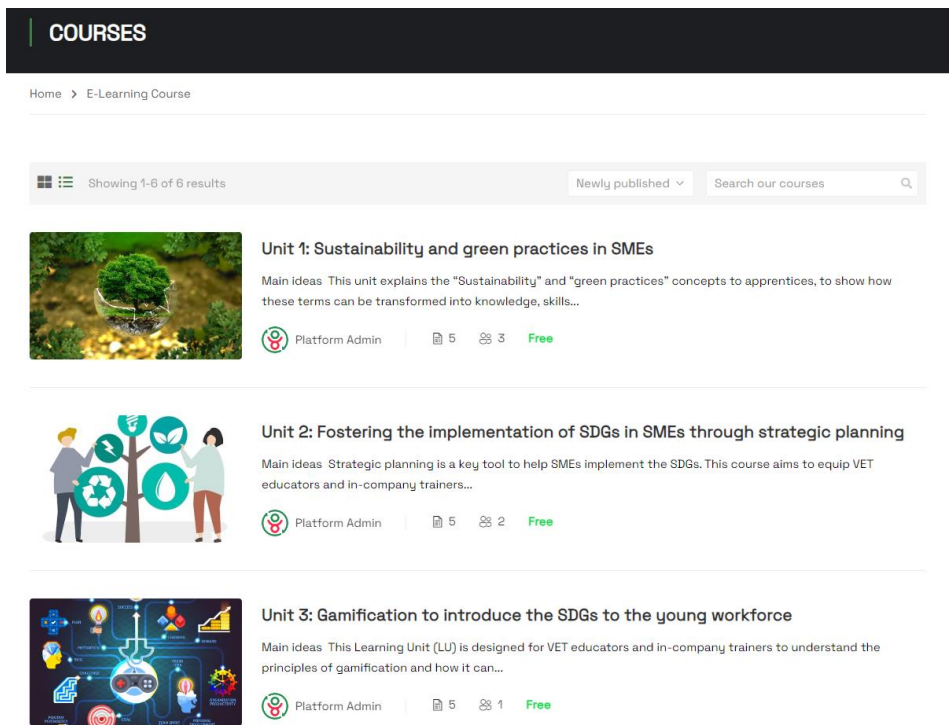 COURSES
Home > E-Learning Course
Showing 1-6 of 6 results
Newly published
Search our courses
Unit 1: Sustainability and green practices in SMEs
Main ideas This unit explains the “Sustainability” and “green practices” concepts to apprentices, to show how
these terms can be transformed into knowledge, skills...
Platform Admin 5 3 Free
Unit 2: Fostering the implementation of SDGs in SMEs through strategic planning
Main ideas Strategic planning is a key tool to help SMEs implement the SDGs. This course aims to equip VET
educators and in-company trainers...
Platform Admin 5 2 Free
Unit 3: Gamification to introduce the SDGs to the young workforce
Main ideas This Learning Unit (LU) is designed for VET educators and in-company trainers to understand the
principles of gamification and how it can...
Platform Admin 5 1 Free